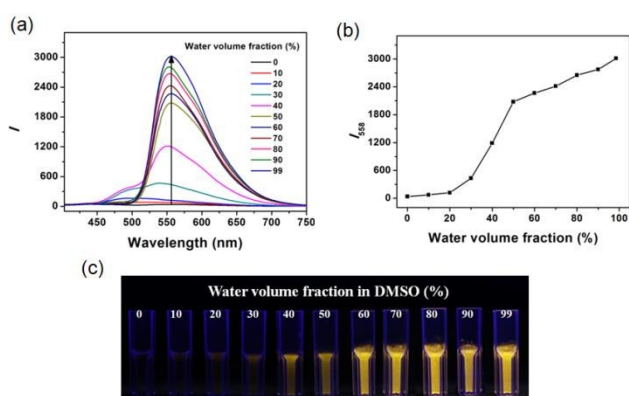 (a)
Water volume fraction (%)
0
10
20
30
40
50
60
70
80
90
99
I
3000
2400
1800
1200
600
0
450 500 550 600 650 700 750
Wavelength (nm)
(b)
I558
3000
2400
1800
1200
600
0
0 20 40 60 80 100
Water volume fraction (%)
(c)
Water volume fraction in DMSO (%)
0 10 20 30 40 50 60 70 80 90 99